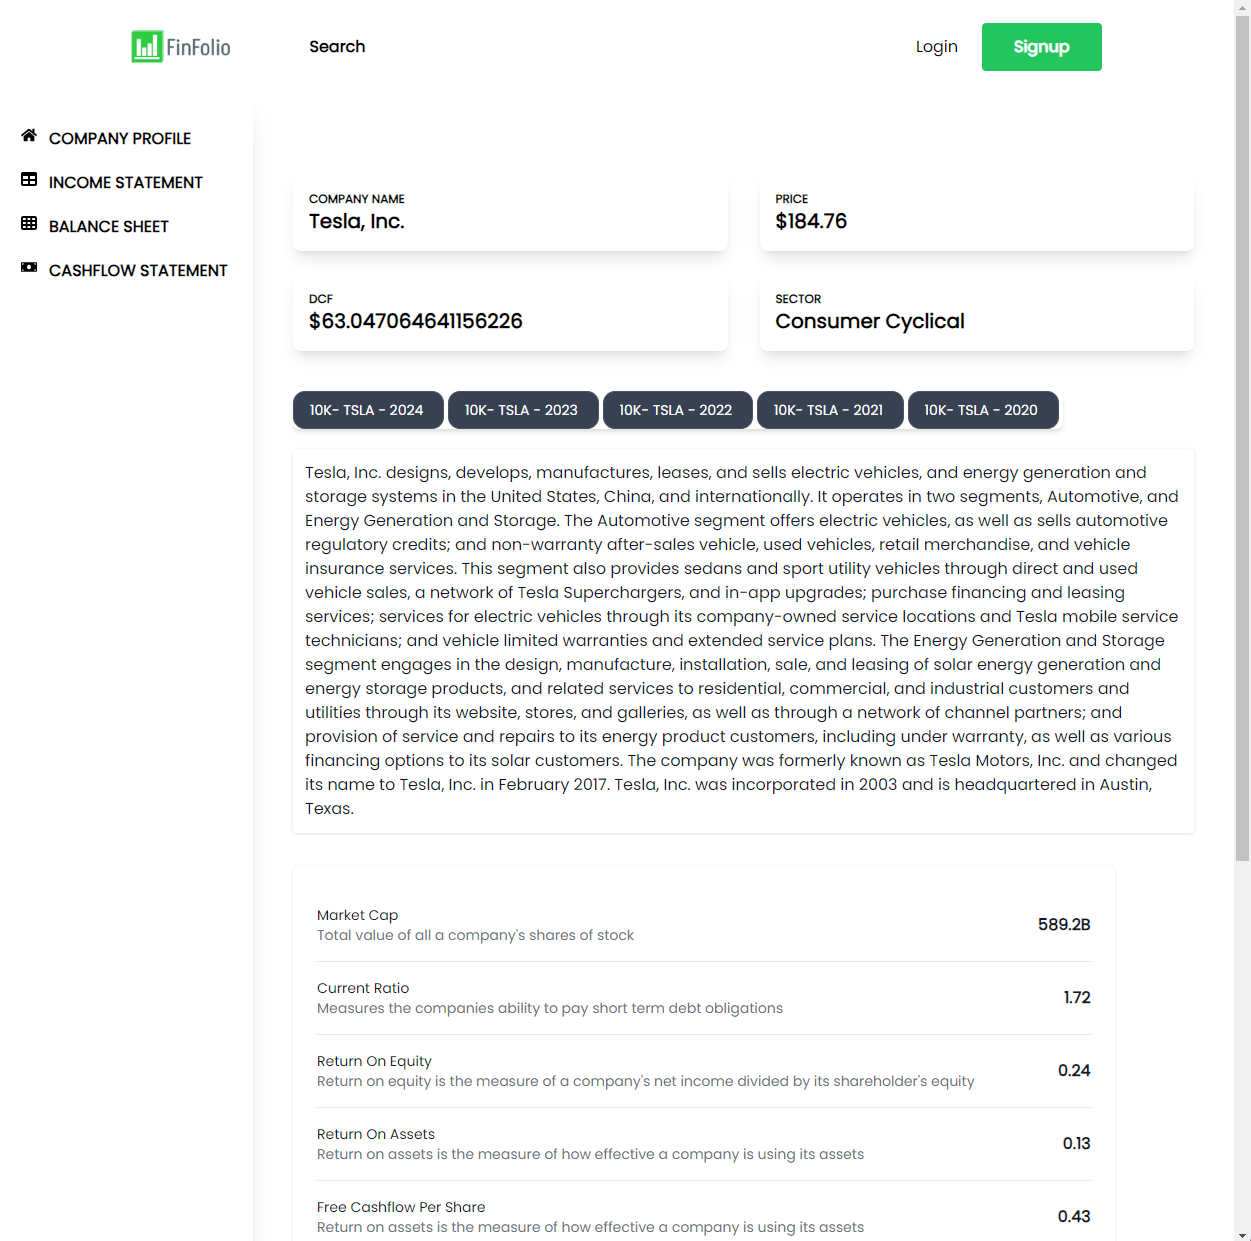 FinFolio
Search
Login
Signup
COMPANY PROFILE
INCOME STATEMENT
BALANCE SHEET
CASHFLOW STATEMENT
COMPANY NAME
Tesla, Inc.
PRICE
$184.76
DCF
$63.047064641156226
SECTOR
Consumer Cyclical
10K- TSLA - 2024
10K- TSLA - 2023
10K- TSLA - 2022
10K- TSLA - 2021
10K- TSLA - 2020
Tesla, Inc. designs, develops, manufactures, leases, and sells electric vehicles, and energy generation and
storage systems in the United States, China, and internationally. It operates in two segments, Automotive, and
Energy Generation and Storage. The Automotive segment offers electric vehicles, as well as sells automotive
regulatory credits; and non-warranty after-sales vehicle, used vehicles, retail merchandise, and vehicle
insurance services. This segment also provides sedans and sport utility vehicles through direct and used
vehicle sales, a network of Tesla Superchargers, and in-app upgrades; purchase financing and leasing
services; services for electric vehicles through its company-owned service locations and Tesla mobile service
technicians; and vehicle limited warranties and extended service plans. The Energy Generation and Storage
segment engages in the design, manufacture, installation, sale, and leasing of solar energy generation and
energy storage products, and related services to residential, commercial, and industrial customers and
utilities through its website, stores, and galleries, as well as through a network of channel partners; and
provision of service and repairs to its energy product customers, including under warranty, as well as various
financing options to its solar customers. The company was formerly known as Tesla Motors, Inc. and changed
its name to Tesla, Inc. in February 2017. Tesla, Inc. was incorporated in 2003 and is headquartered in Austin,
Texas.
Market Cap
Total value of all a company's shares of stock
589.2B
Current Ratio
Measures the companies ability to pay short term debt obligations
1.72
Return On Equity
Return on equity is the measure of a company's net income divided by its shareholder's equity
0.24
Return On Assets
Return on assets is the measure of how effective a company is using its assets
0.13
Free Cashflow Per Share
Return on assets is the measure of how effective a company is using its assets
0.43